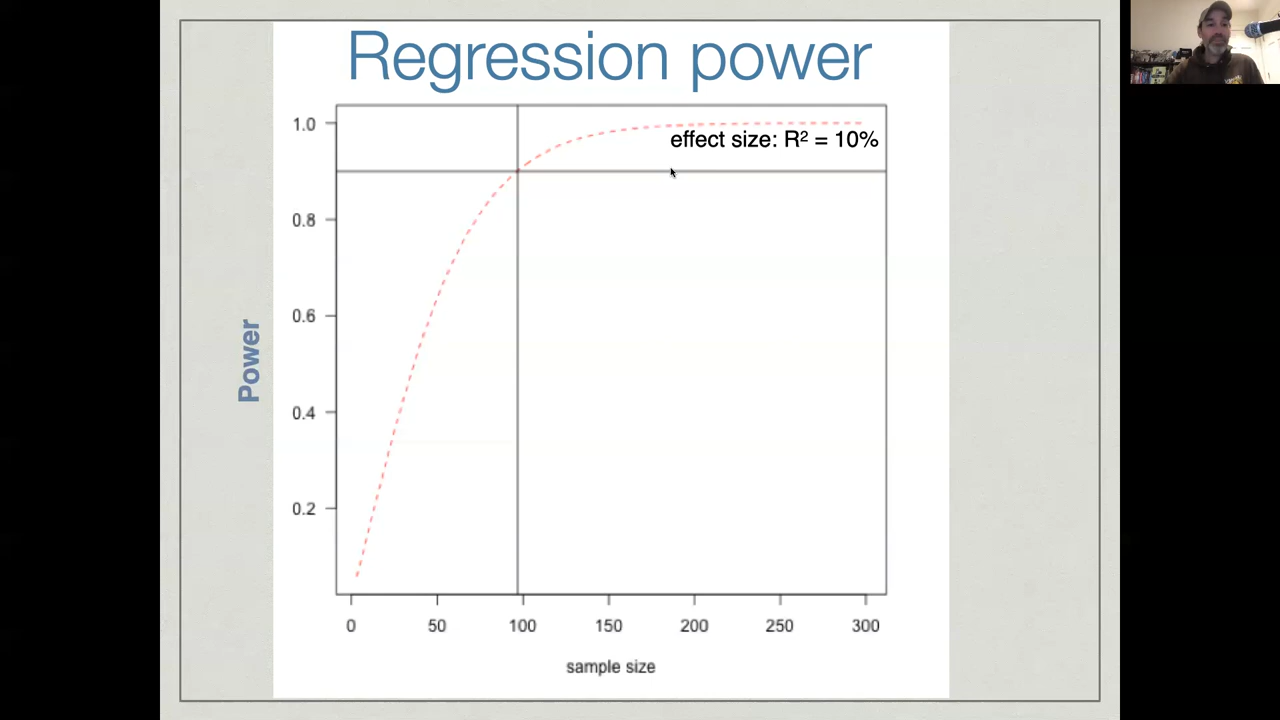 Regression power
1.0
effect size: R² = 10%
0.8
0.6
Power
0.4
0.2
0 50 100 150 200 250 300
sample size